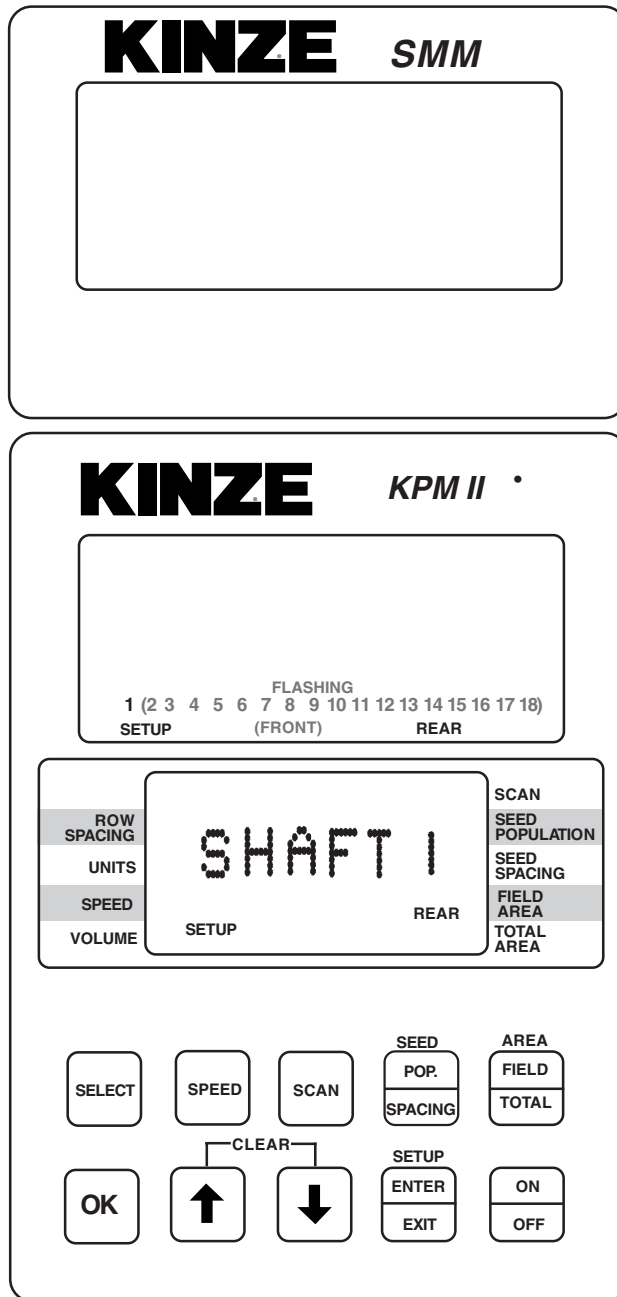 KINZE SMM
KINZE KPM II
FLASHING
1 (2 3 4 5 6 7 8 9 10 11 12 13 14 15 16 17 18)
SETUP (FRONT) REAR
ROW SPACING
UNITS
SPEED
VOLUME
SHAFT 1
SETUP REAR
SCAN
SEED POPULATION
SEED SPACING
FIELD AREA
TOTAL AREA
SEED AREA
SELECT SPEED SCAN POP. SPACING FIELD TOTAL
CLEAR SETUP
OK ENTER EXIT ON OFF